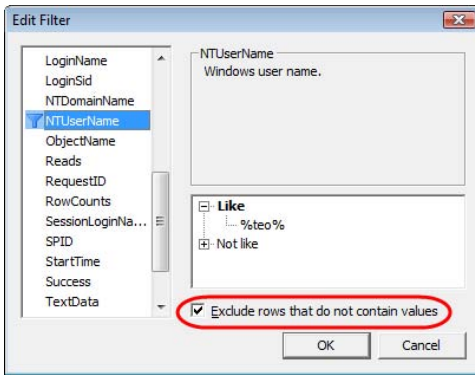 Edit Filter
LoginName
LoginSid
NTDomainName
NTUserName
ObjectName
Reads
RequestID
RowCounts
SessionLoginNa...
SPID
StartTime
Success
TextData
NTUserName
Windows user name.
Like
%teo%
Not like
Exclude rows that do not contain values
OK
Cancel